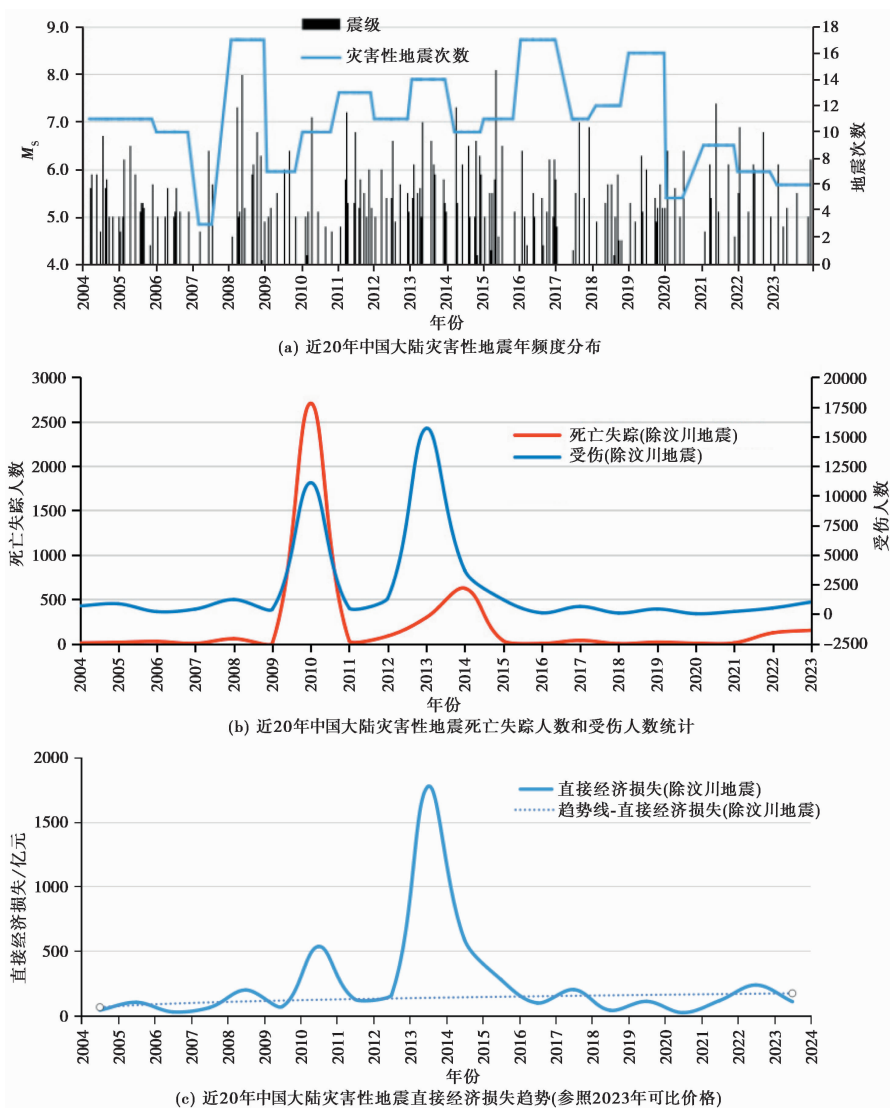 9.0
8.0
7.0
6.0
5.0
4.0
Ms
震级
灾害性地震次数
18
16
14
12
10
8
6
4
2
0
地震次数
2004 2005 2006 2007 2008 2009 2010 2011 2012 2013 2014 2015 2016 2017 2018 2019 2020 2021 2022 2023
年份
(a) 近20年中国大陆灾害性地震年频度分布
3000
2500
2000
1500
1000
500
0
死亡失踪人数
死亡失踪(除汶川地震)
受伤(除汶川地震)
20000
17500
15000
12500
10000
7500
5000
2500
0
−2500
受伤人数
2004 2005 2006 2007 2008 2009 2010 2011 2012 2013 2014 2015 2016 2017 2018 2019 2020 2021 2022 2023
年份
(b) 近20年中国大陆灾害性地震死亡失踪人数和受伤人数统计
2000
1500
1000
500
0
直接经济损失/亿元
直接经济损失(除汶川地震)
趋势线-直接经济损失(除汶川地震)
2004 2005 2006 2007 2008 2009 2010 2011 2012 2013 2014 2015 2016 2017 2018 2019 2020 2021 2022 2023 2024
年份
(c) 近20年中国大陆灾害性地震直接经济损失趋势(参照2023年可比价格)